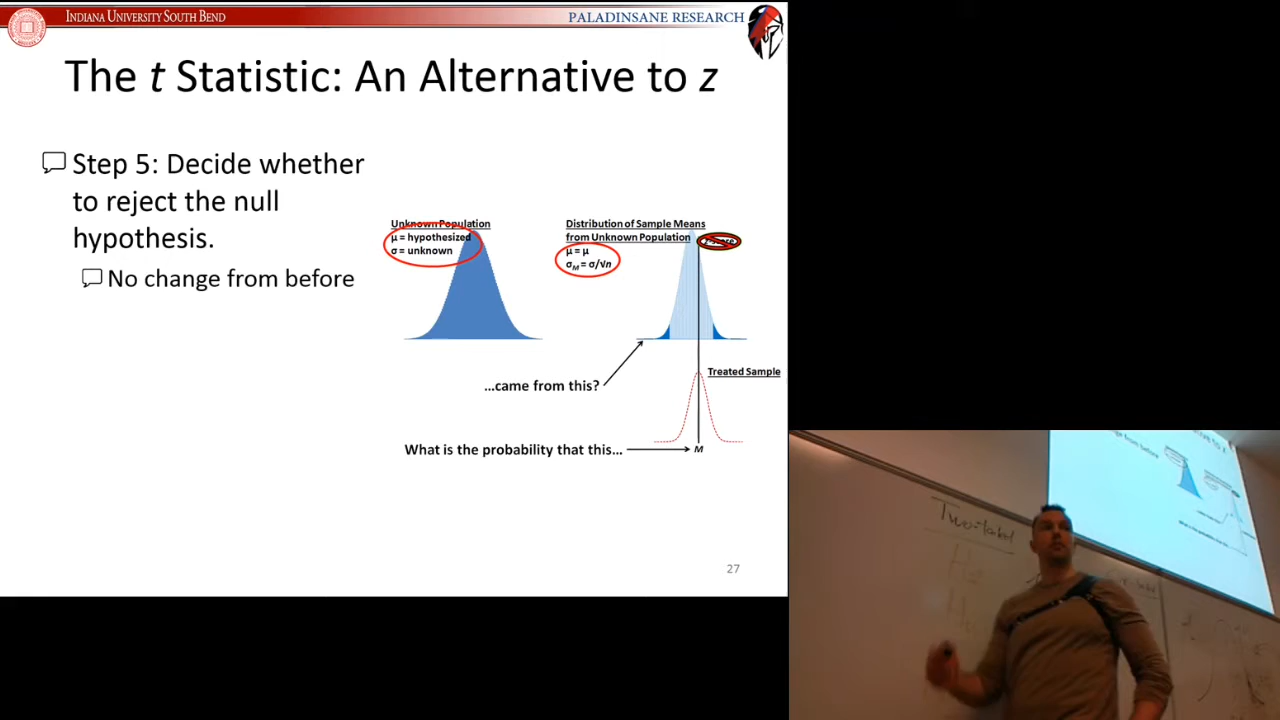 INDIANA UNIVERSITY SOUTH BEND
PALADINSANE RESEARCH
The t Statistic: An Alternative to z
Step 5: Decide whether
to reject the null
hypothesis.
No change from before
Unknown Population
μ = hypothesized
σ = unknown
Distribution of Sample Means
from Unknown Population
μ = μ
σM = σ/√n
...came from this?
Treated Sample
What is the probability that this...
M
27
Two-tailed
H
H